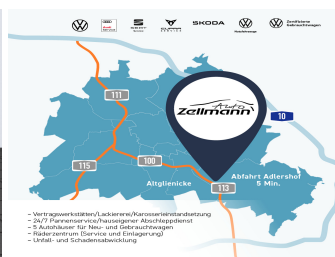 SEAT
CUPRA
SERVICE
SKODA
Zertifizierte
Gebrauchtwagen
111
Auto
Zellmann
10
115
100
113
Altglienicke
Abfahrt Adlershof
5 Min.
- Vertragswerkstätten/Lackiererei/Karosserieinstandsetzung
- 24/7 Pannenservice/hauseigener Abschleppdienst
- 5 Autohäuser für Neu- und Gebrauchtwagen
- Räderzentrum (Service und Einlagerung)
- Unfall- und Schadensabwicklung